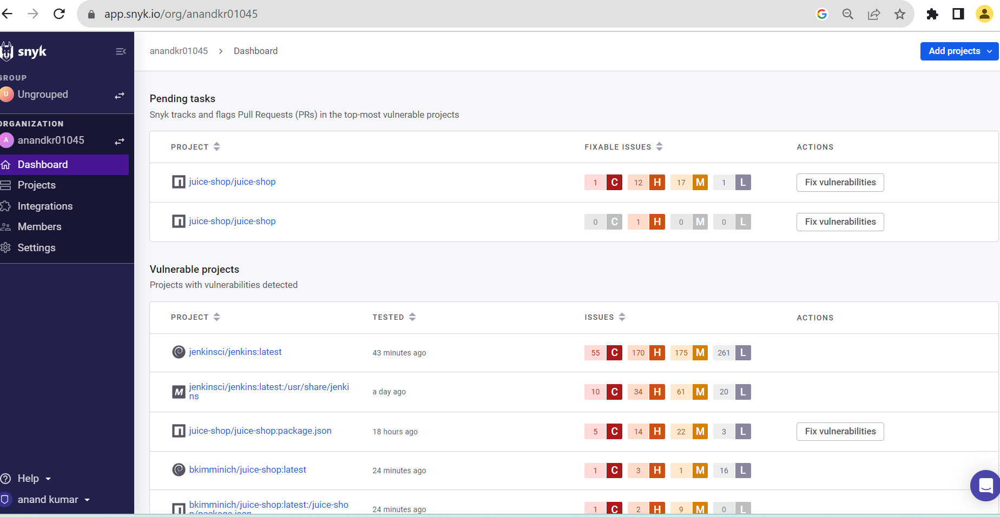 app.snyk.io/org/anandkr01045
snyk
anandkr01045 > Dashboard
Add projects
GROUP
U Ungrouped
ORGANIZATION
A anandkr01045
Dashboard
Projects
Integrations
Members
Settings
Help
anand kumar
Pending tasks
Snyk tracks and flags Pull Requests (PRs) in the top-most vulnerable projects
PROJECT FIXABLE ISSUES ACTIONS
juice-shop/juice-shop 1 C 12 H 17 M 1 L Fix vulnerabilities
juice-shop/juice-shop 0 C 1 H 0 M 0 L Fix vulnerabilities
Vulnerable projects
Projects with vulnerabilities detected
PROJECT TESTED ISSUES ACTIONS
jenkinsci/jenkins:latest 43 minutes ago 55 C 170 H 175 M 261 L
jenkinsci/jenkins:latest:/usr/share/jenki
ns
M a day ago 10 C 34 H 61 M 20 L
juice-shop/juice-shop:package.json 18 hours ago 5 C 14 H 22 M 3 L Fix vulnerabilities
bkimminich/juice-shop:latest 24 minutes ago 1 C 3 H 1 M 16 L
bkimminich/juice-shop:latest:/juice-sho
p/package.json
24 minutes ago 1 C 2 H 9 M 0 L